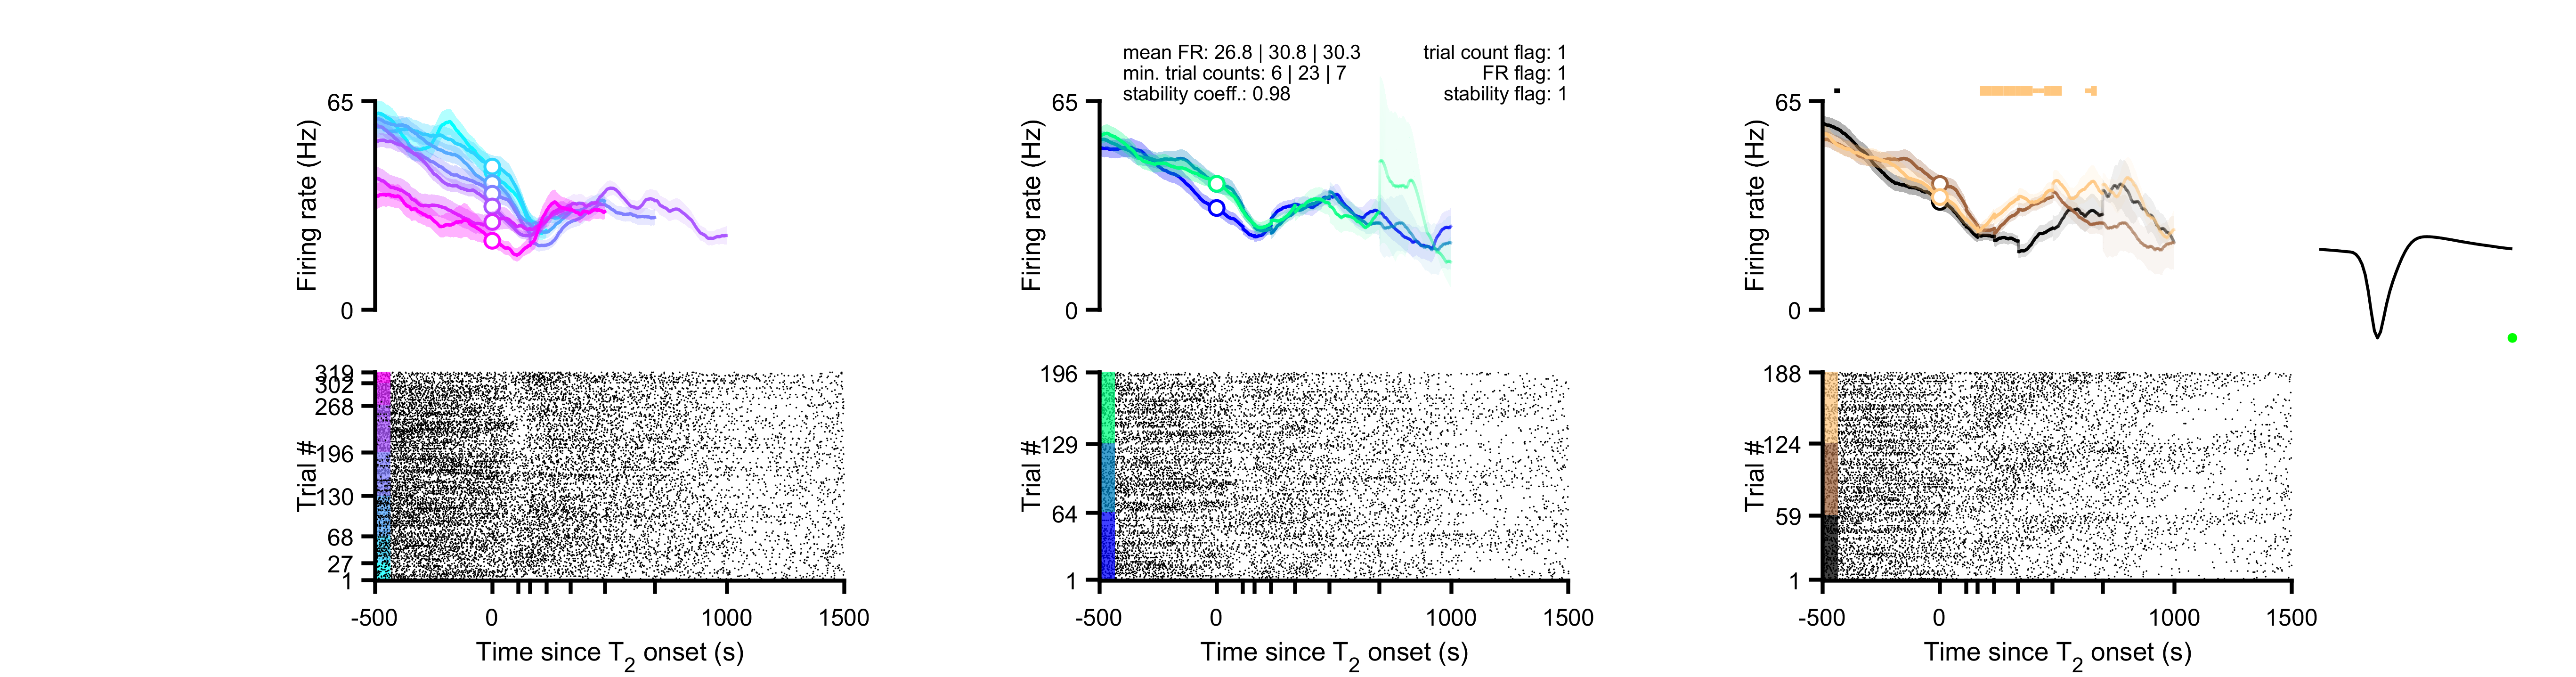 mean FR: 26.8 | 30.8 | 30.3
min. trial counts: 6 | 23 | 7
stability coeff.: 0.98
trial count flag: 1
FR flag: 1
stability flag: 1
65
Firing rate (Hz)
0
65
Firing rate (Hz)
0
65
Firing rate (Hz)
0
319
302
268
196
130
68
27
1
Trial #
-500
0
1000
1500
Time since T2 onset (s)
196
129
64
1
Trial #
-500
0
1000
1500
Time since T2 onset (s)
188
124
59
1
Trial #
-500
0
1000
1500
Time since T2 onset (s)